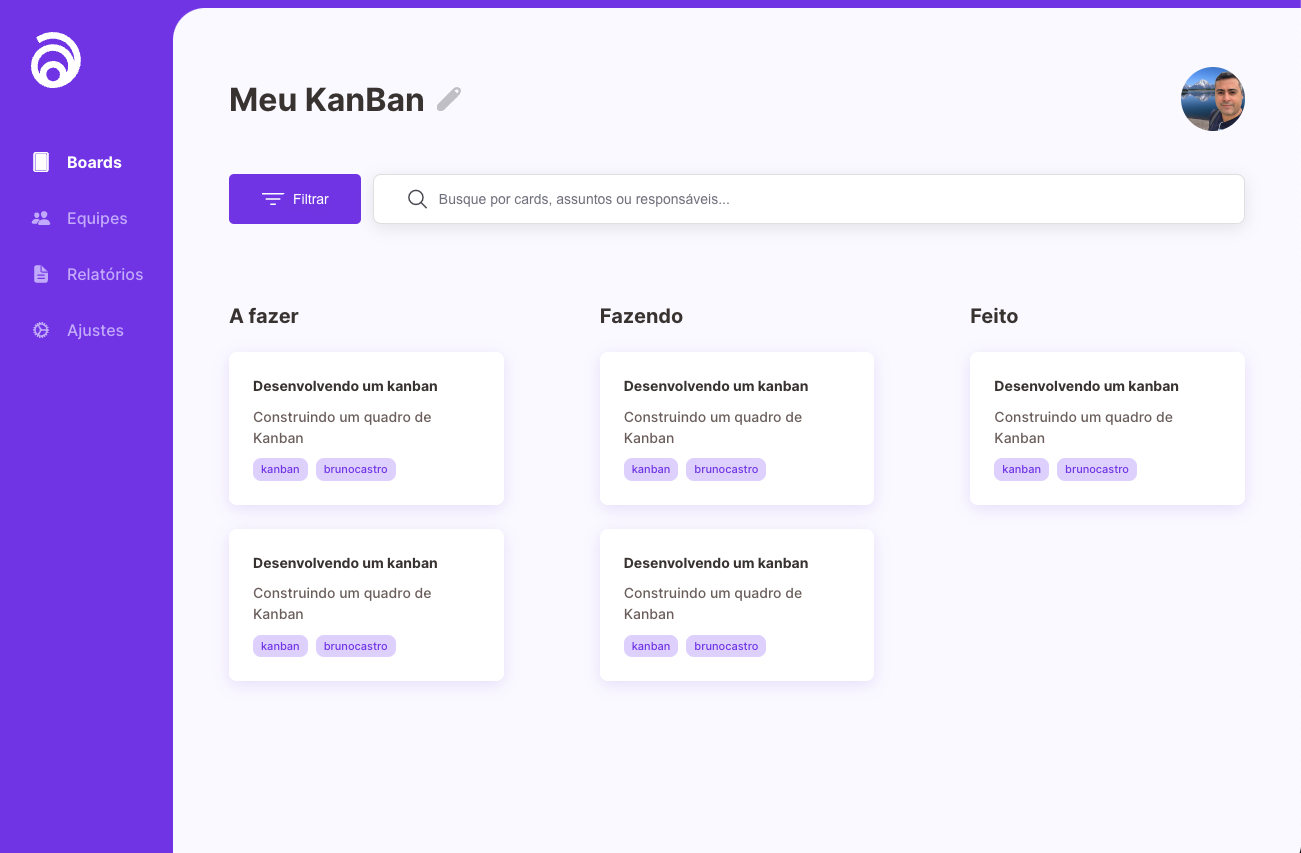 Meu KanBan
Boards
Equipes
Relatórios
Ajustes
Filtrar
Busque por cards, assuntos ou responsáveis...
A fazer
Desenvolvendo um kanban
Construindo um quadro de
Kanban
kanban brunocastro
Desenvolvendo um kanban
Construindo um quadro de
Kanban
kanban brunocastro
Fazendo
Desenvolvendo um kanban
Construindo um quadro de
Kanban
kanban brunocastro
Desenvolvendo um kanban
Construindo um quadro de
Kanban
kanban brunocastro
Feito
Desenvolvendo um kanban
Construindo um quadro de
Kanban
kanban brunocastro